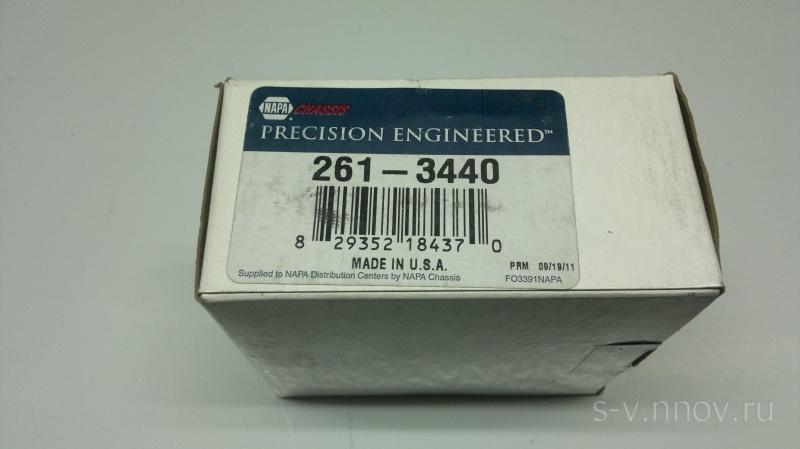 NAPA CHASSIS
PRECISION ENGINEERED™
261-3440
8 29352 18437 0
MADE IN U.S.A.
PRM 09/19/11
Supplied to NAPA Distribution Centers by NAPA Chassis
FO3391NAPA
s-v.nnov.ru